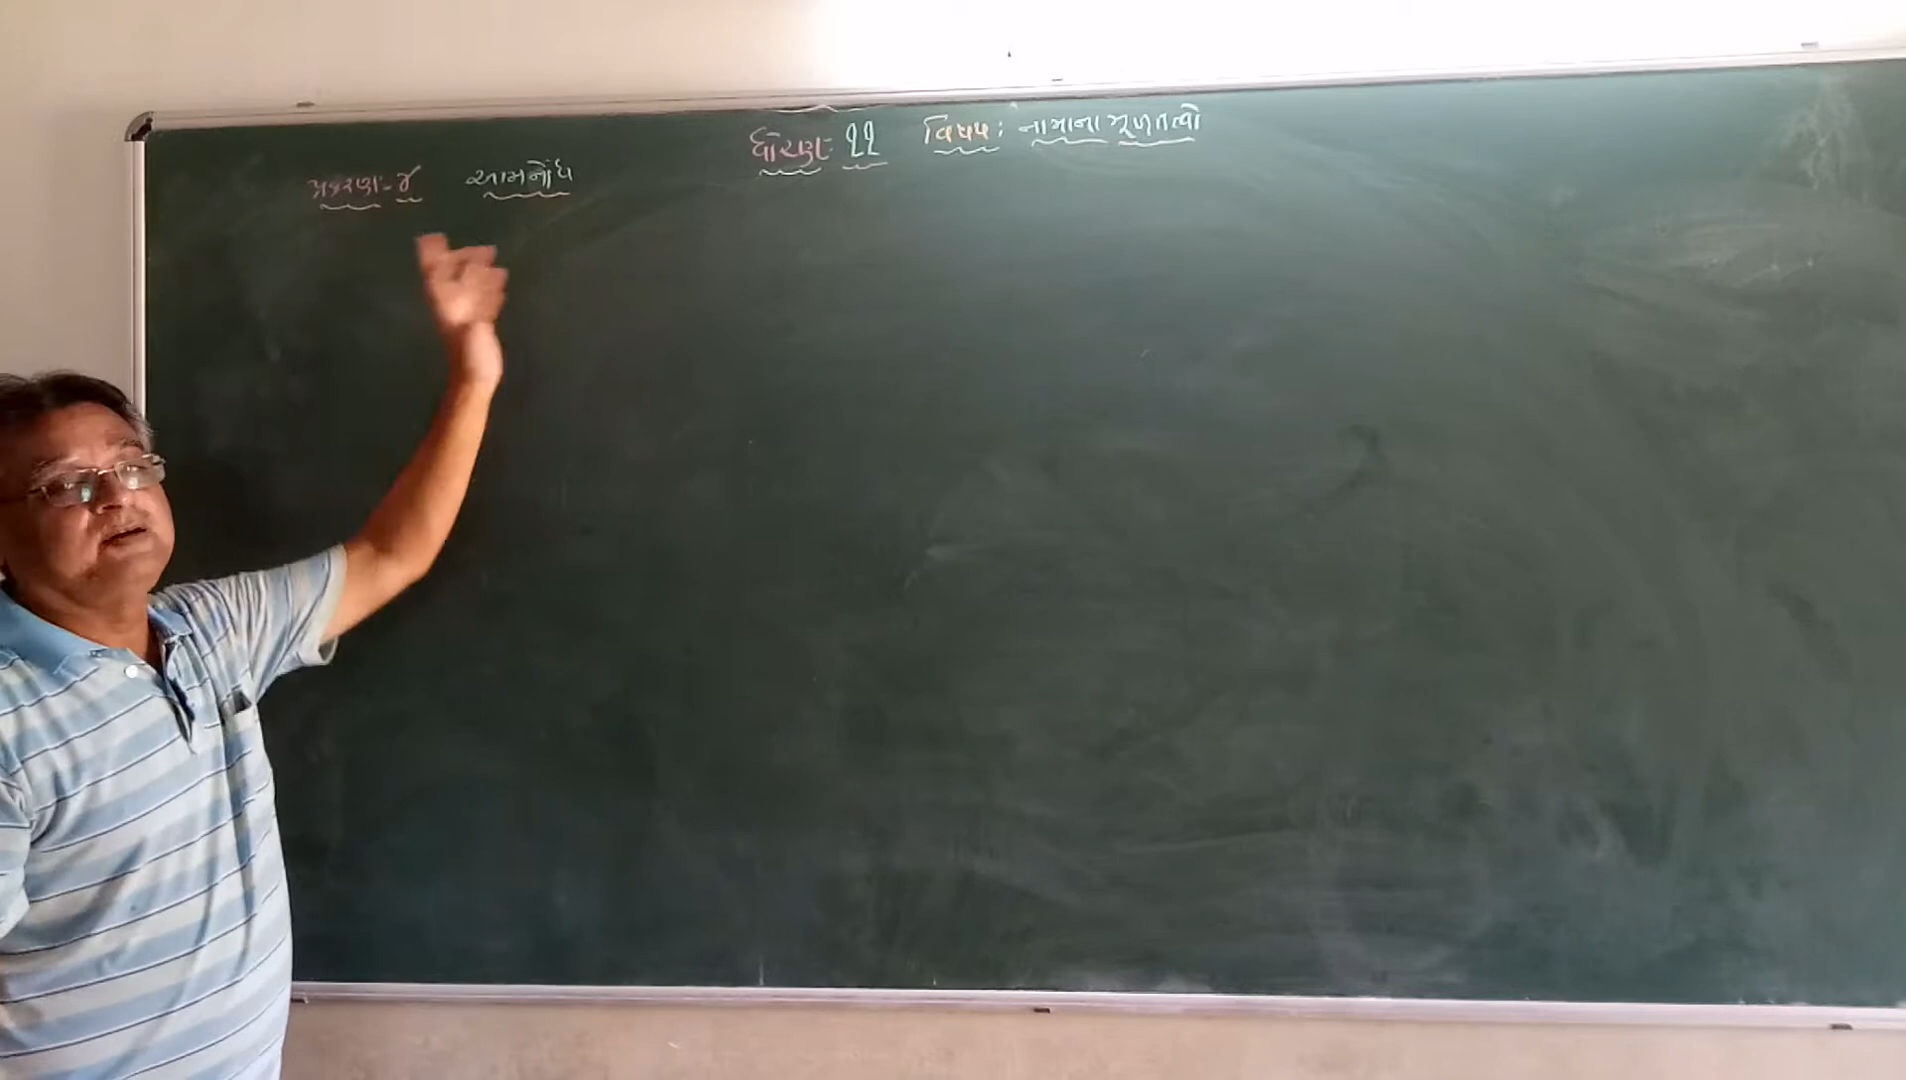 ધોરણ: ૧૧ વિષય: નામાના મૂળતત્વો
પ્રકરણ-૪ આમનોંધ